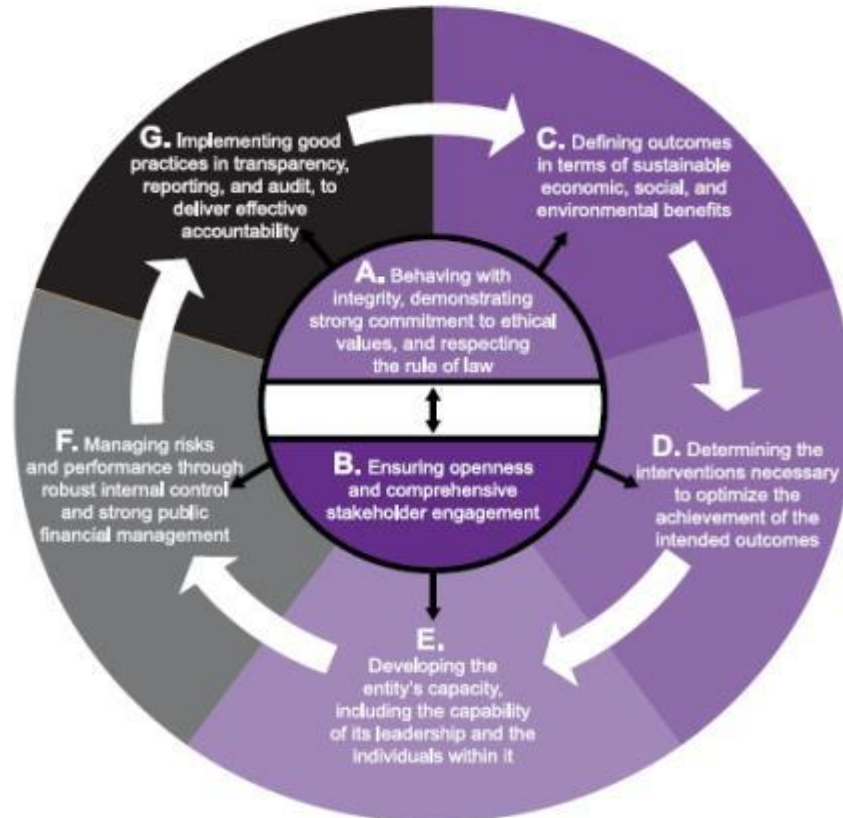 G. Implementing good
practices in transparency,
reporting, and audit, to
deliver effective
accountability
C. Defining outcomes
in terms of sustainable
economic, social, and
environmental benefits
A. Behaving with
integrity, demonstrating
strong commitment to ethical
values, and respecting
the rule of law
B. Ensuring openness
and comprehensive
stakeholder engagement
F. Managing risks
and performance through
robust internal control
and strong public
financial management
D. Determining the
interventions necessary
to optimize the
achievement of the
intended outcomes
E.
Developing the
entity's capacity,
including the capability
of its leadership and the
individuals within it